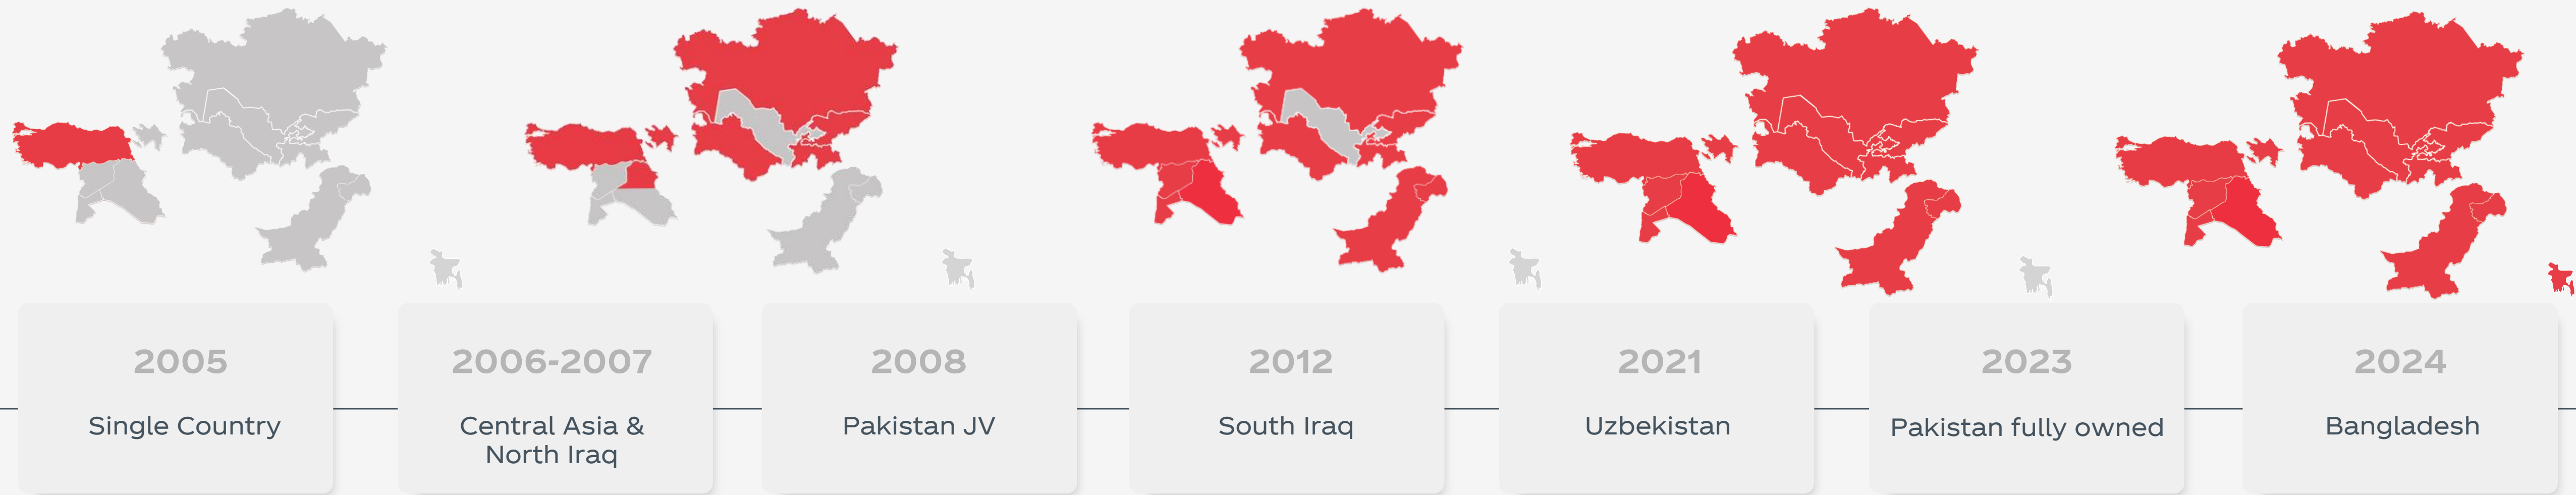 2005
Single Country
2006-2007
Central Asia &
North Iraq
2008
Pakistan JV
2012
South Iraq
2021
Uzbekistan
2023
Pakistan fully owned
2024
Bangladesh